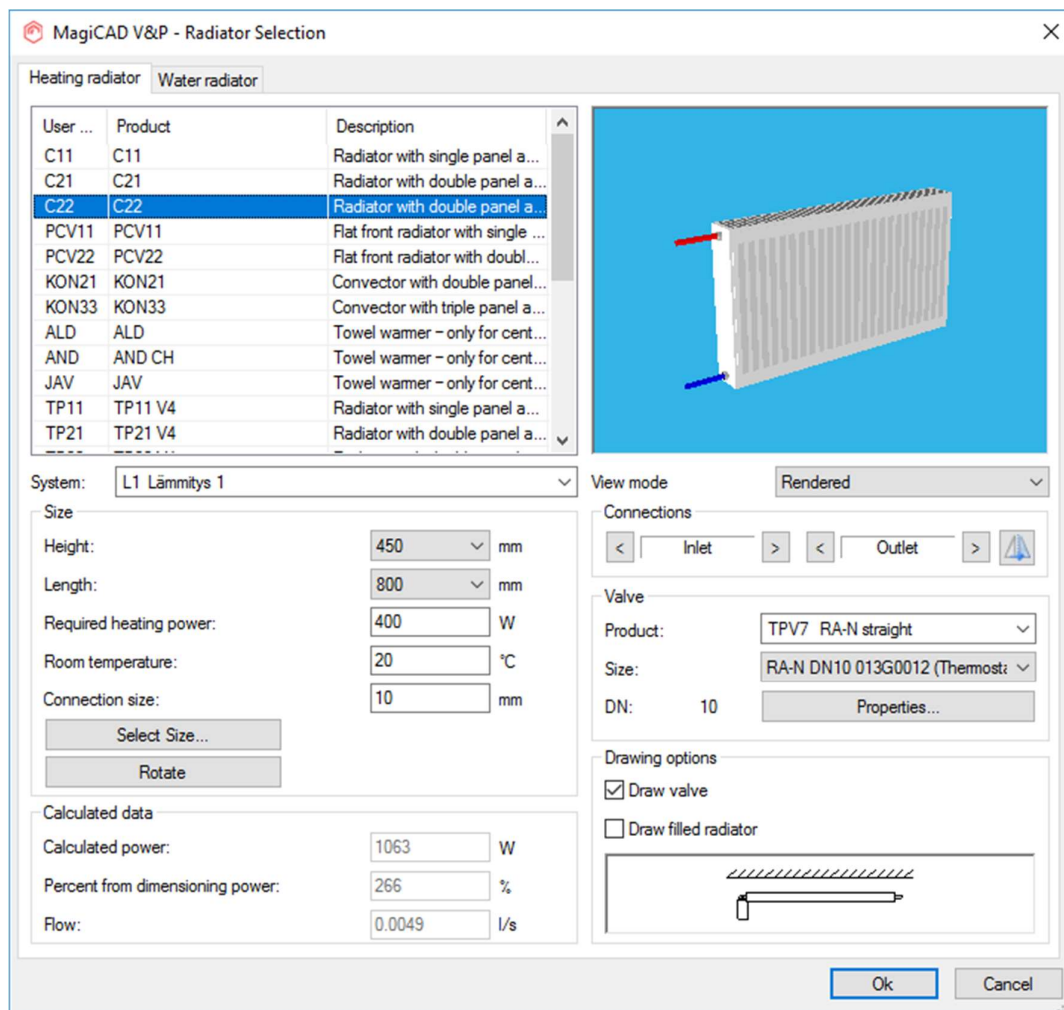 MagiCAD V&P - Radiator Selection
Heating radiator Water radiator
User ... Product Description
C11 C11 Radiator with single panel a...
C21 C21 Radiator with double panel a...
C22 C22 Radiator with double panel a...
PCV11 PCV11 Flat front radiator with single ...
PCV22 PCV22 Flat front radiator with doubl...
KON21 KON21 Convector with double panel...
KON33 KON33 Convector with triple panel a...
ALD ALD Towel warmer – only for cent...
AND AND CH Towel warmer – only for cent...
JAV JAV Towel warmer – only for cent...
TP11 TP11 V4 Radiator with single panel a...
TP21 TP21 V4 Radiator with double panel a...
System: L1 Lämmitys 1
Size
Height: 450 mm
Length: 800 mm
Required heating power: 400 W
Room temperature: 20 °C
Connection size: 10 mm
Select Size...
Rotate
Calculated data
Calculated power: 1063 W
Percent from dimensioning power: 266 %
Flow: 0.0049 l/s
View mode Rendered
Connections
< Inlet > < Outlet >
Valve
Product: TPV7 RA-N straight
Size: RA-N DN10 013G0012 (Thermosta
DN: 10 Properties...
Drawing options
Draw valve
Draw filled radiator
Ok Cancel